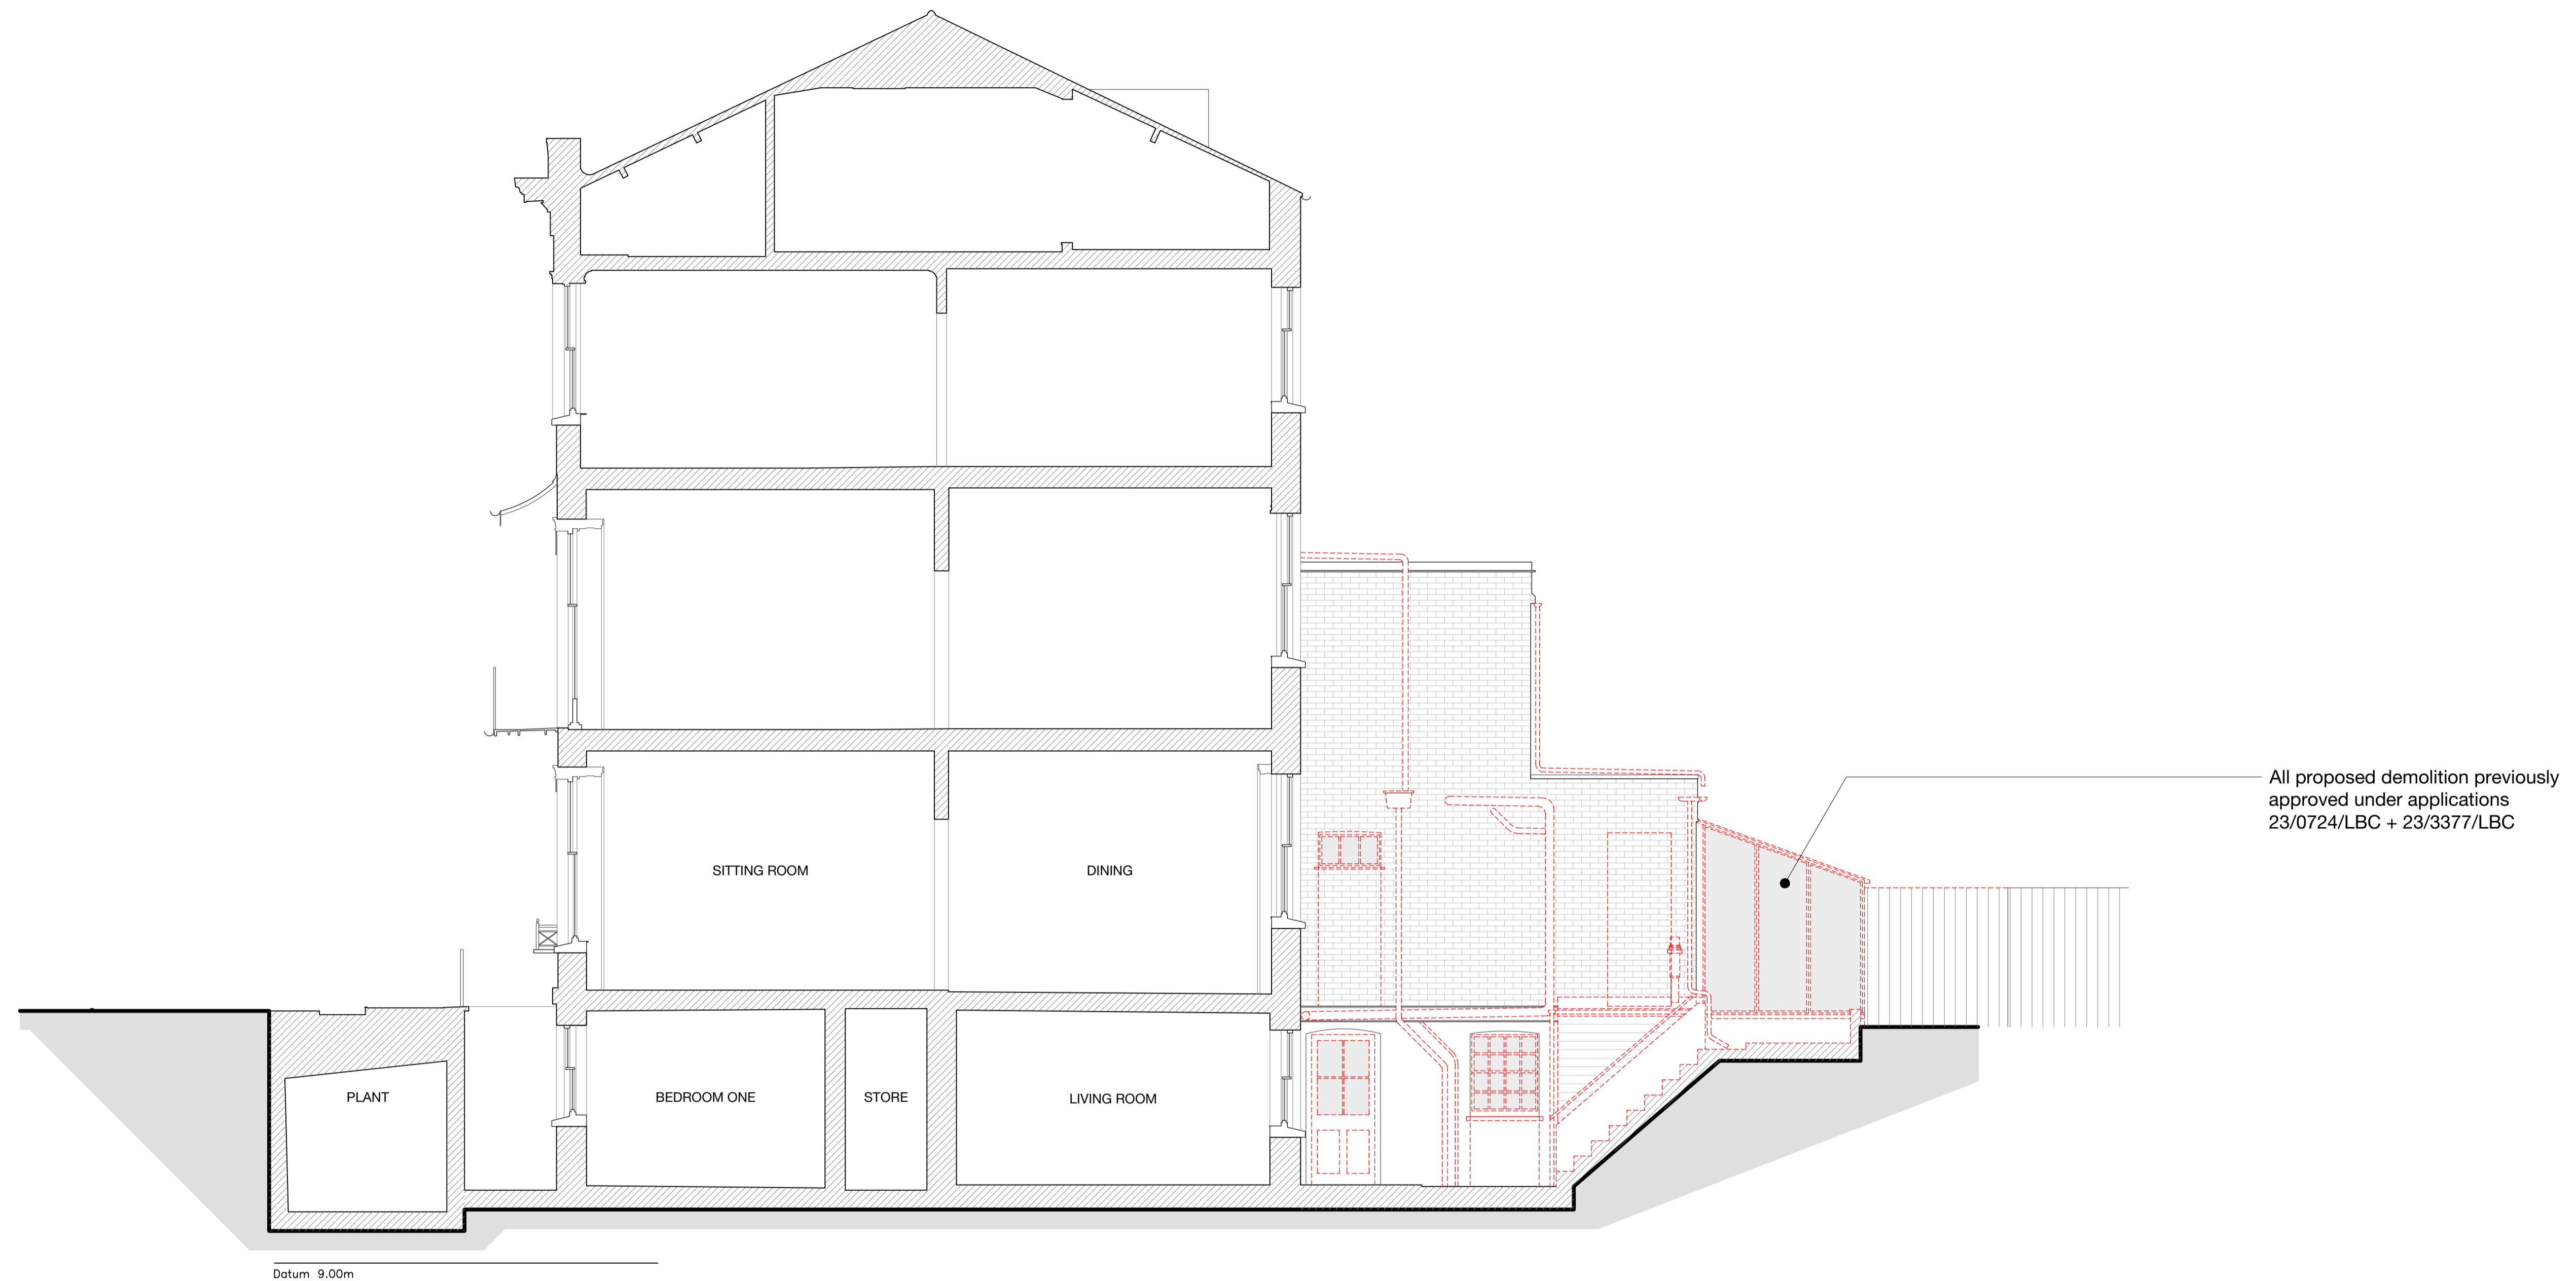 All proposed demolition previously
approved under applications
23/0724/LBC + 23/3377/LBC
SITTING ROOM
DINING
PLANT
BEDROOM ONE
STORE
LIVING ROOM
Datum 9.00m